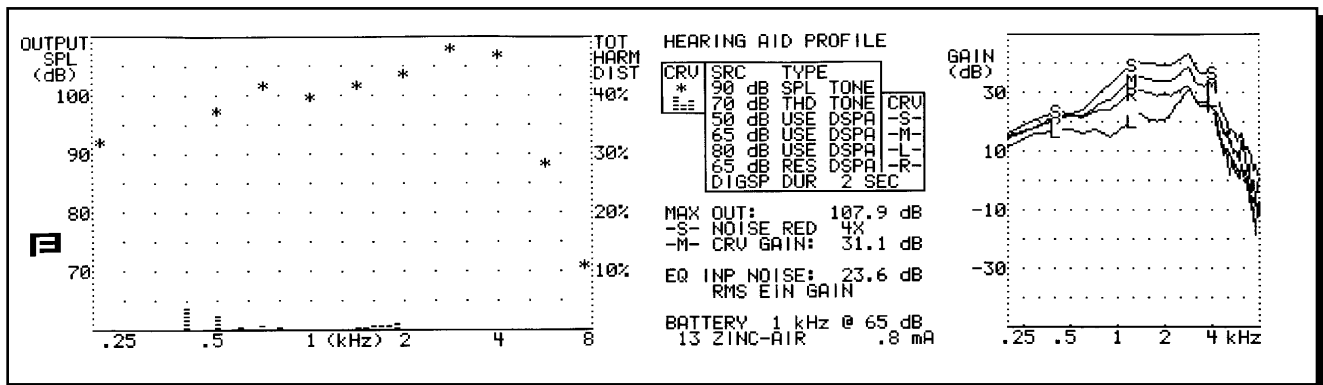 OUTPUT
SPL
(dB)
100
90
80
70
.25 .5 1 (kHz) 2 4 8
TOT
HARM
DIST
40%
30%
20%
10%
HEARING AID PROFILE
CRV SRC TYPE
* 90 dB SPL TONE
70 dB THD TONE CRV
50 dB USE DSPA -S-
65 dB USE DSPA -M-
80 dB USE DSPA -L-
65 dB RES DSPA -R-
DIGSP DUR 2 SEC
MAX OUT: 107.9 dB
-S- NOISE RED 4X
-M- CRV GAIN: 31.1 dB
EQ INP NOISE: 23.6 dB
RMS EIN GAIN
BATTERY 1 kHz @ 65 dB
13 ZINC-AIR .8 mA
GAIN
(dB)
30
10
-10
-30
S S S
M M
R
L L L
.25 .5 1 2 4 kHz